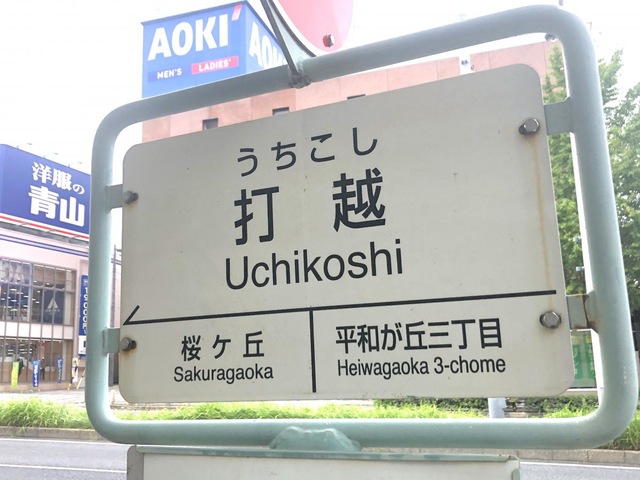 AOKI
MEN'S LADIES'
洋服の
青山
うちこし
打越
Uchikoshi
桜ヶ丘
Sakuragaoka
平和が丘三丁目
Heiwagaoka 3-chome